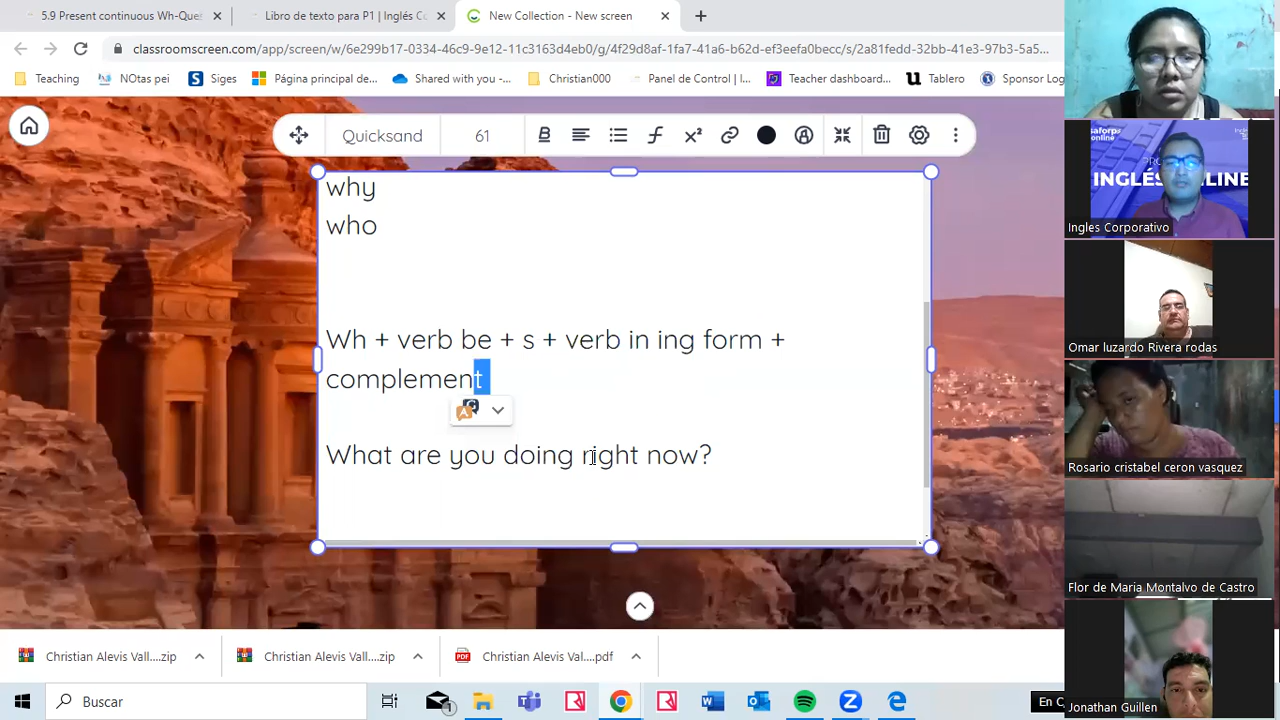 5.9 Present continuous Wh-Que:
Libro de texto para P1 | Inglés Co
New Collection - New screen
classroomscreen.com/app/screen/w/6e299b17-0334-46c9-9e12-11c3163d4eb0/g/4f29d8af-1fa7-41a6-b62d-ef3eefa0becc/s/2a81fedd-32bb-41e3-97b3-5a5...
Teaching
NOtas pei
Siges
Página principal de...
Shared with you -...
Christian000
Panel de Control | I...
Teacher dashboard...
Tablero
Sponsor Log
Quicksand
61
why
who
Wh + verb be + s + verb in ing form +
complement
What are you doing right now?
INGLÉS ONLINE
Ingles Corporativo
Omar luzardo Rivera rodas
Rosario cristabel ceron vasquez
Flor de Maria Montalvo de Castro
Jonathan Guillen
Christian Alevis Vall....zip
Christian Alevis Vall....zip
Christian Alevis Val....pdf
Buscar
1
En C